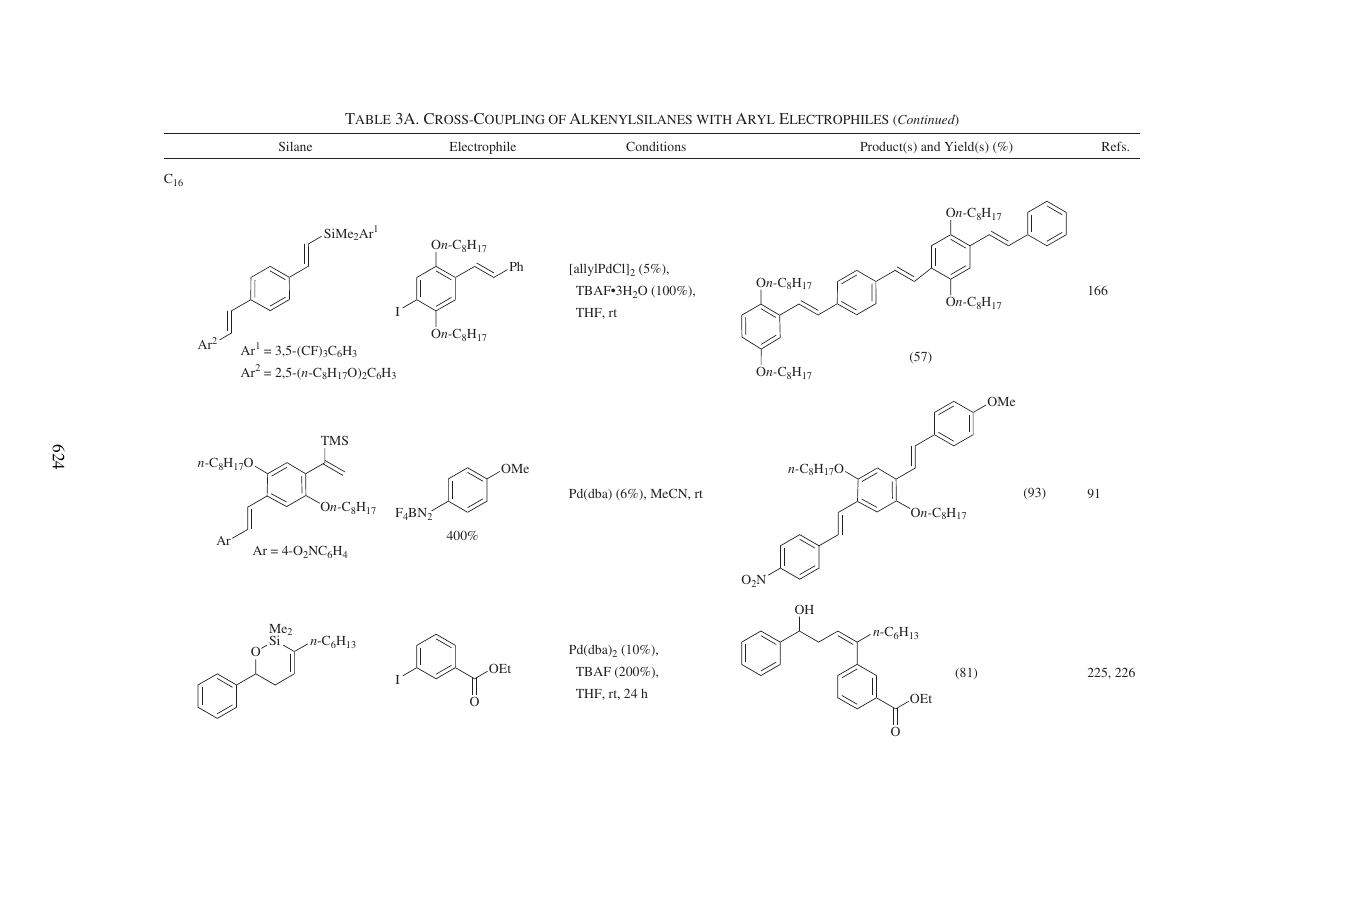 TABLE 3A. CROSS-COUPLING OF ALKENYLSILANES WITH ARYL ELECTROPHILES (Continued)
Silane Electrophile Conditions Product(s) and Yield(s) (%) Refs.
C16
SiMe2Ar1
Ar2
Ar1 = 3,5-(CF)3C6H3
Ar2 = 2,5-(n-C8H17O)2C6H3
On-C8H17
Ph
I
On-C8H17
[allylPdCl]2 (5%),
TBAF•3H2O (100%),
THF, rt
On-C8H17
On-C8H17
On-C8H17
On-C8H17
(57)
166
TMS
n-C8H17O
On-C8H17
Ar
Ar = 4-O2NC6H4
OMe
F4BN2
400%
Pd(dba) (6%), MeCN, rt
OMe
n-C8H17O
On-C8H17
O2N
(93)
91
624
Me2
Si
O
n-C6H13
I
OEt
O
Pd(dba)2 (10%),
TBAF (200%),
THF, rt, 24 h
OH
n-C6H13
OEt
O
(81)
225, 226